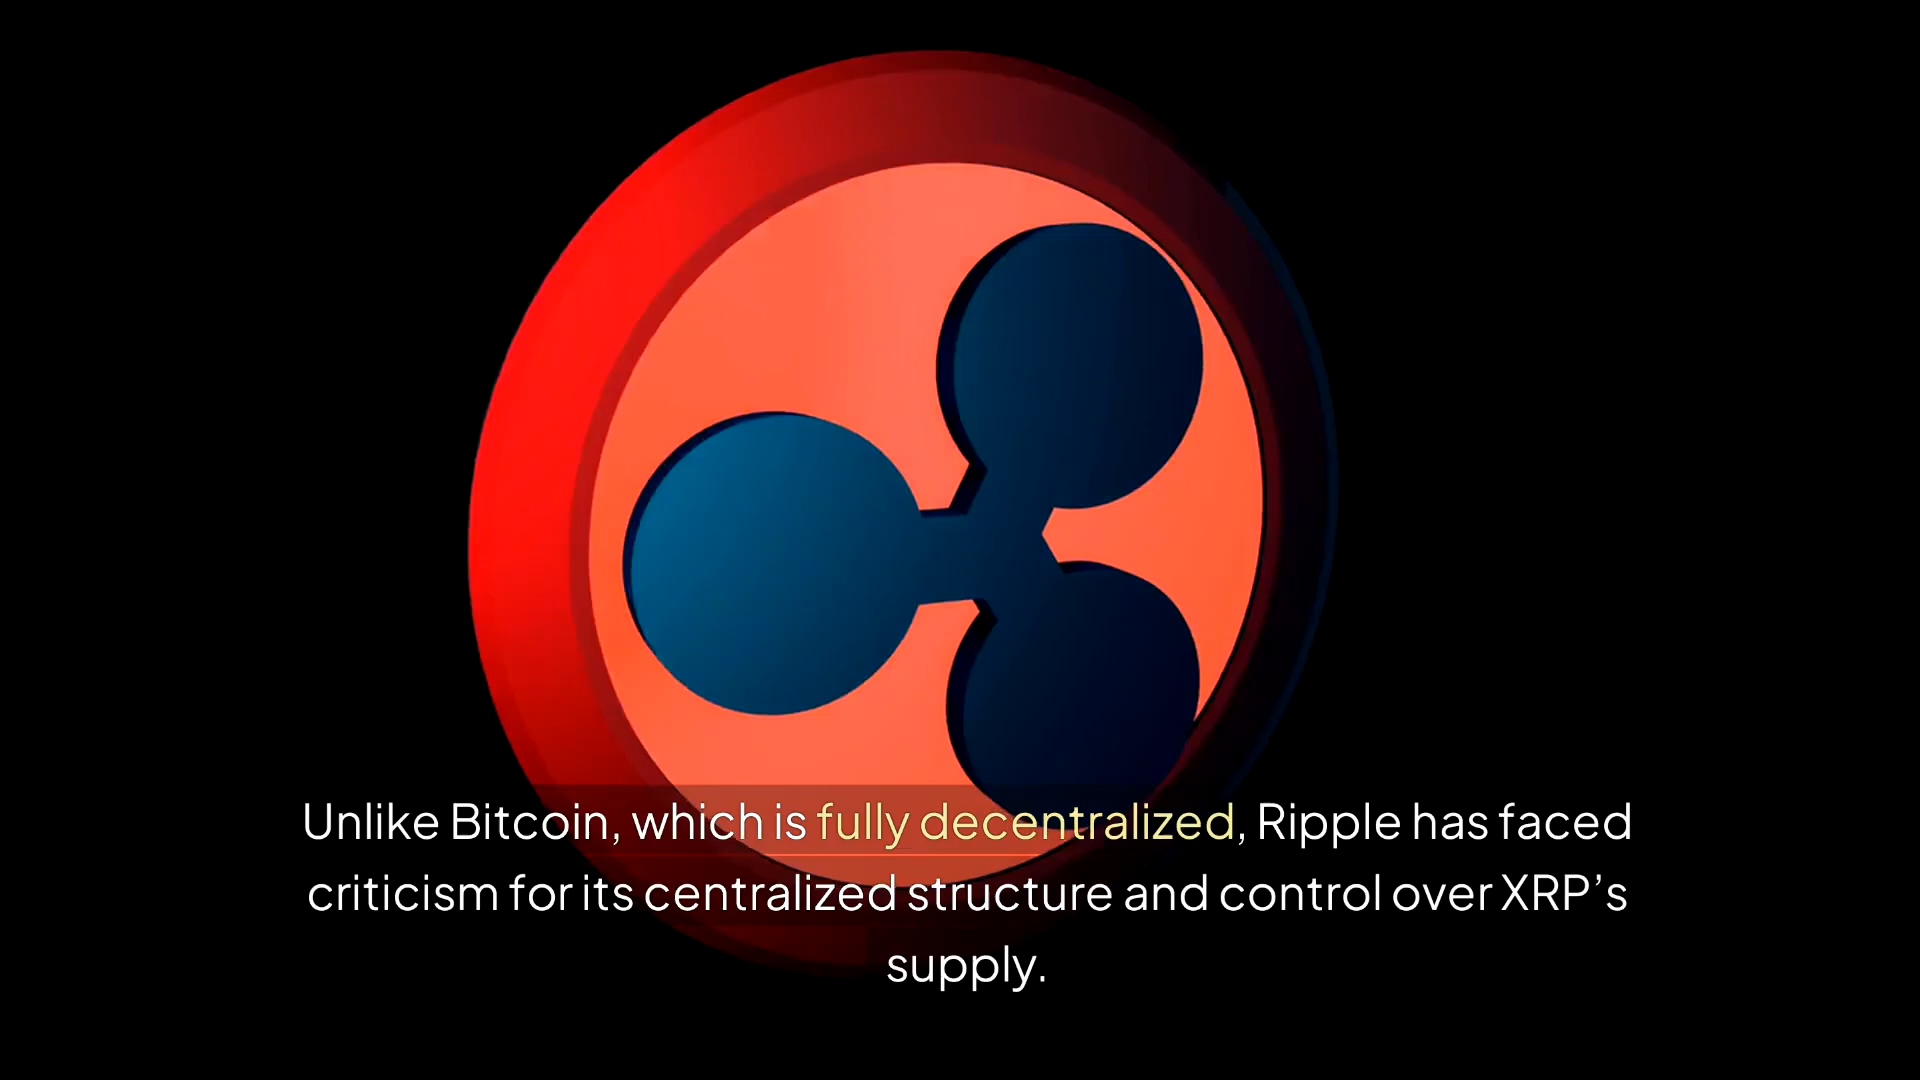 Unlike Bitcoin, which is fully decentralized, Ripple has faced
criticism for its centralized structure and control over XRP’s
supply.